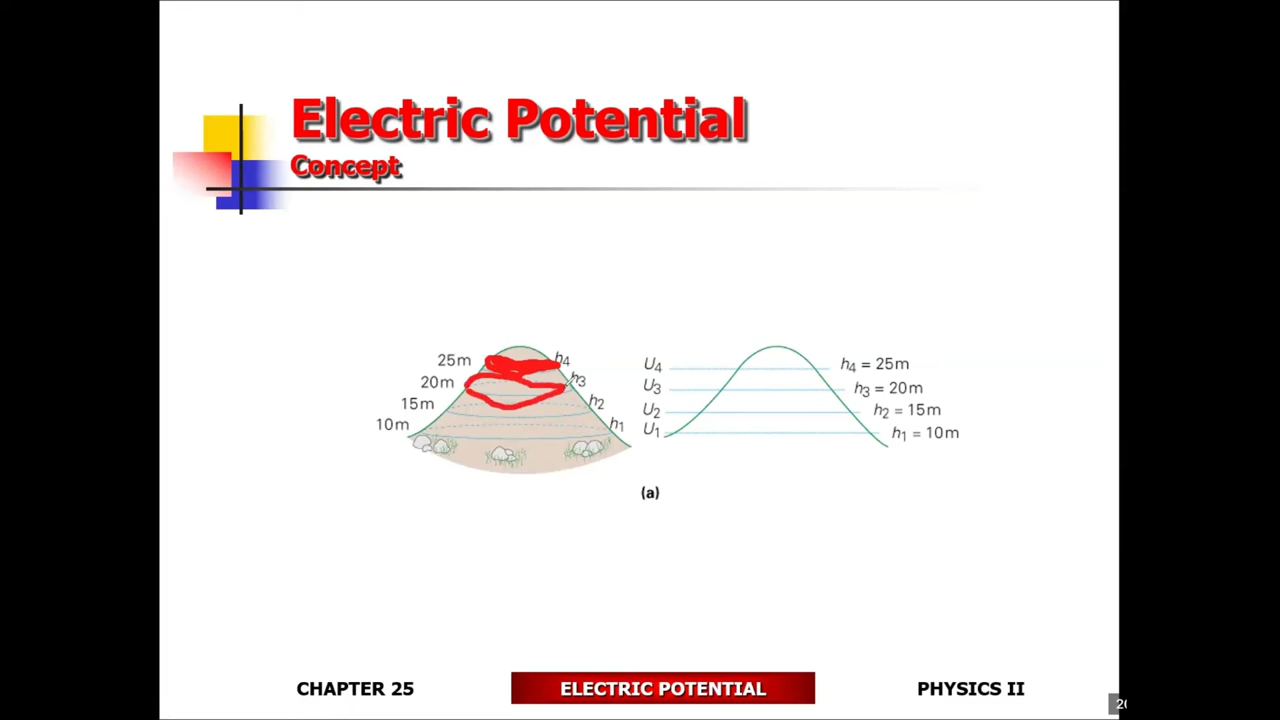 Electric Potential
Concept
25m h4
20m h3
15m h2
10m h1
U4 h4 = 25m
U3 h3 = 20m
U2 h2 = 15m
U1 h1 = 10m
(a)
CHAPTER 25 ELECTRIC POTENTIAL PHYSICS II